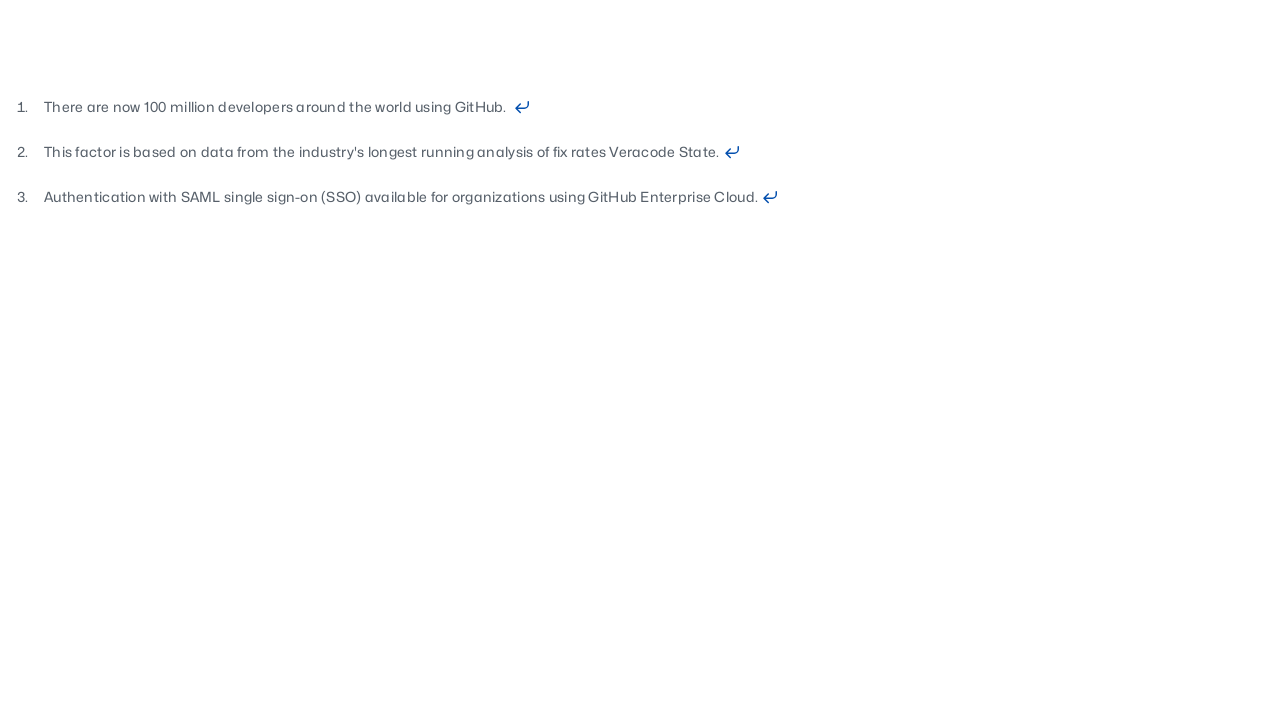 1. There are now 100 million developers around the world using GitHub.
2. This factor is based on data from the industry's longest running analysis of fix rates Veracode State.
3. Authentication with SAML single sign-on (SSO) available for organizations using GitHub Enterprise Cloud.